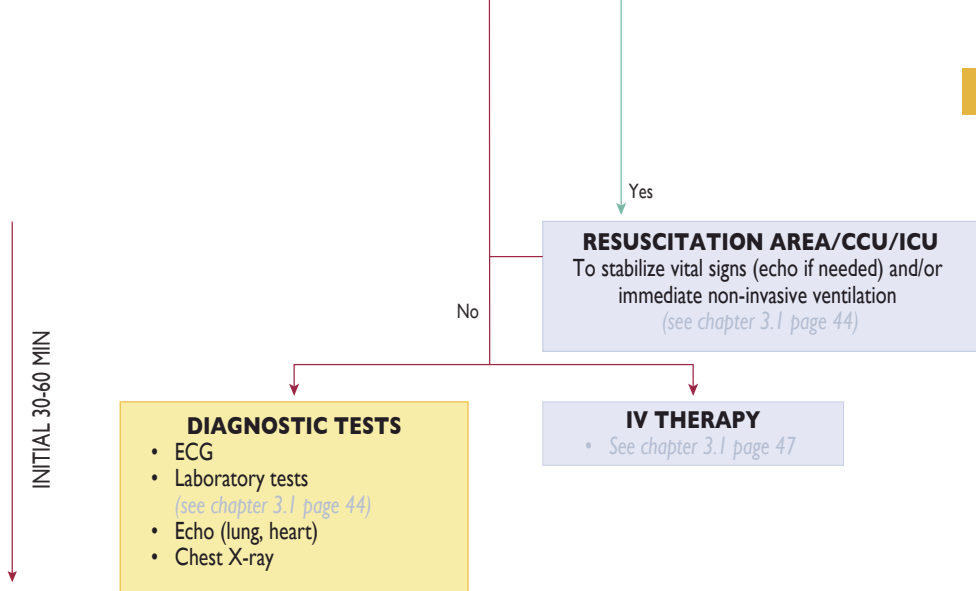 Yes
RESUSCITATION AREA/CCU/ICU
To stabilize vital signs (echo if needed) and/or
immediate non-invasive ventilation
(see chapter 3.1 page 44)
No
INITIAL 30-60 MIN
DIAGNOSTIC TESTS
• ECG
• Laboratory tests
(see chapter 3.1 page 44)
• Echo (lung, heart)
• Chest X-ray
IV THERAPY
• See chapter 3.1 page 47